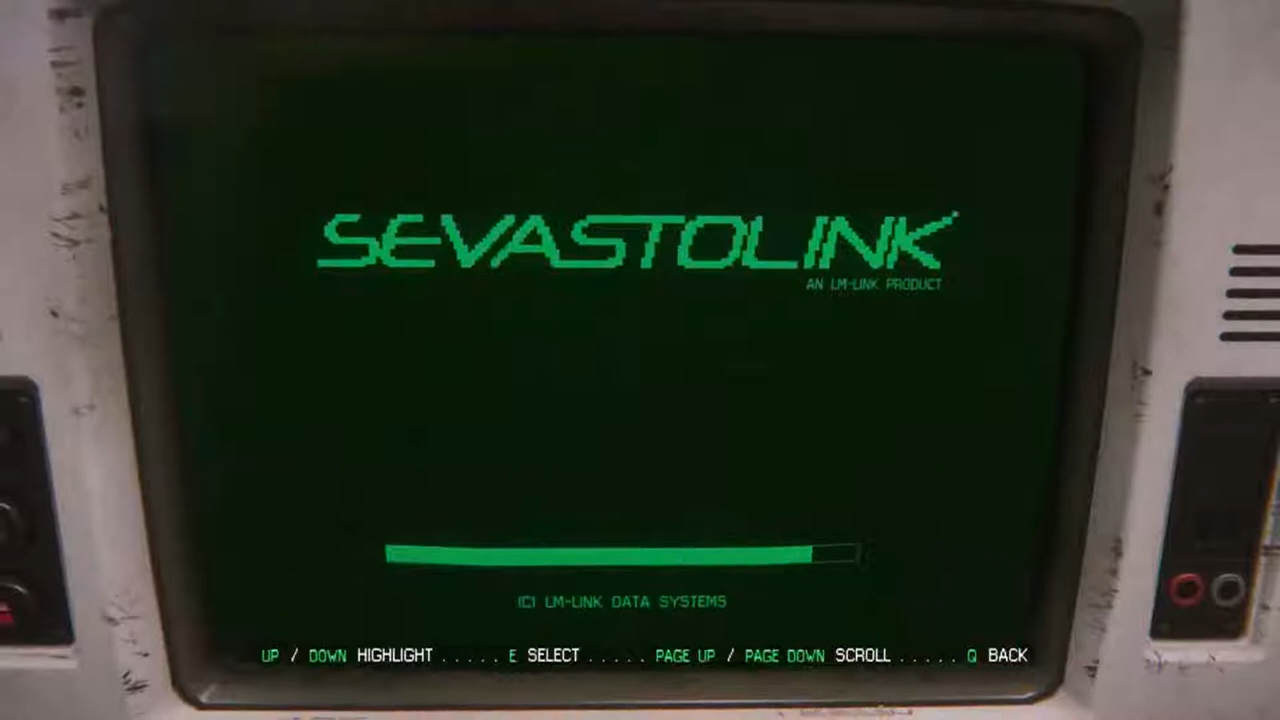 SEVASTOLINK
AN LM-LINK PRODUCT
(C) LM-LINK DATA SYSTEMS
UP / DOWN HIGHLIGHT ..... E SELECT ..... PAGE UP / PAGE DOWN SCROLL ..... Q BACK